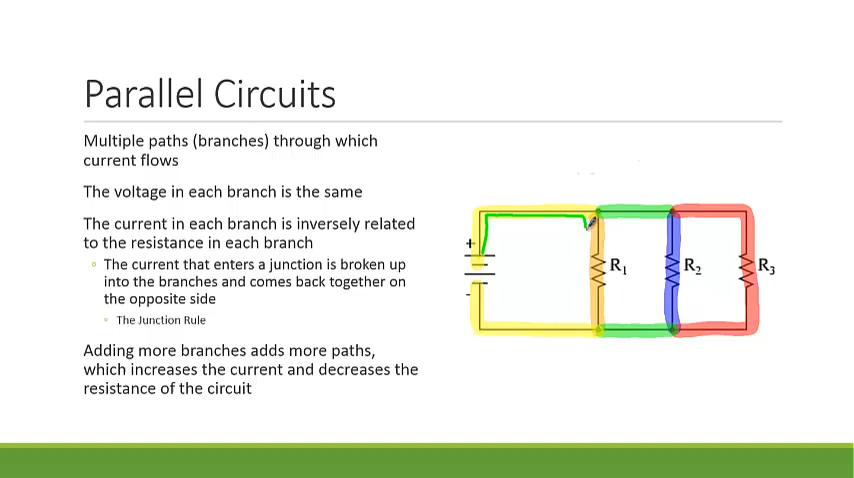 Parallel Circuits
Multiple paths (branches) through which
current flows
The voltage in each branch is the same
The current in each branch is inversely related
to the resistance in each branch
The current that enters a junction is broken up
into the branches and comes back together on
the opposite side
The Junction Rule
Adding more branches adds more paths,
which increases the current and decreases the
resistance of the circuit
+
-
R1
R2
R3